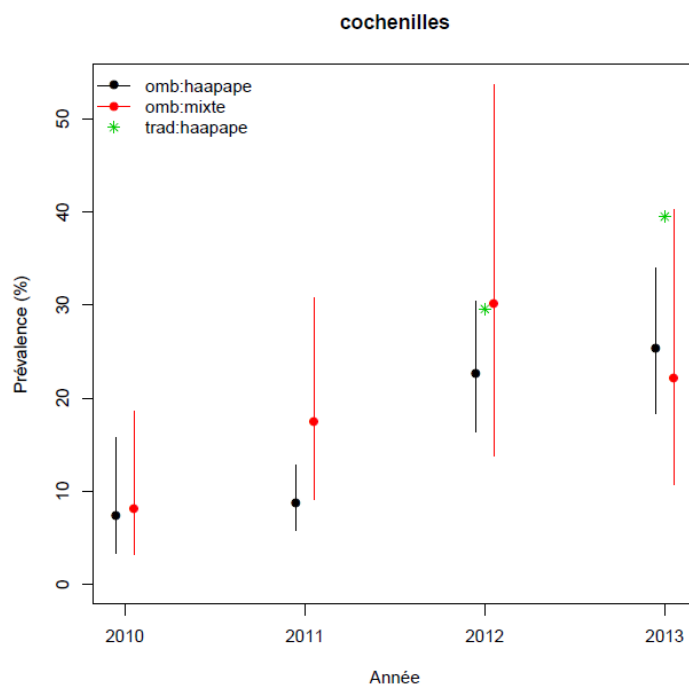 cochenilles
omb:haapape
omb:mixte
trad:haapape
Prévalence (%)
50
40
30
20
10
0
2010 2011 2012 2013
Année